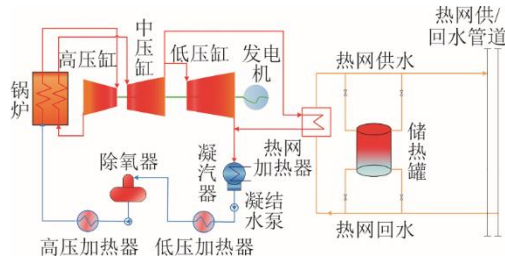 热网供/
回水管道
中
压
缸
高压缸
低压缸
发电
机
热网供水
锅
炉
储
热
罐
热网
加热器
凝
汽
器
除氧器
凝结
水泵
热网回水
高压加热器
低压加热器